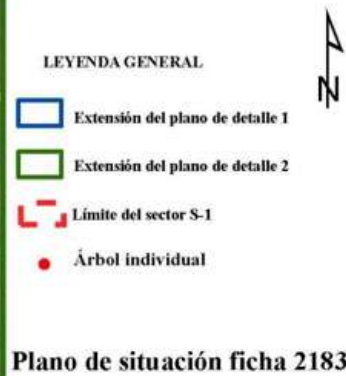 LEYENDA GENERAL
N
Extensión del plano de detalle 1
Extensión del plano de detalle 2
Límite del sector S-1
Árbol individual
Plano de situación ficha 2183